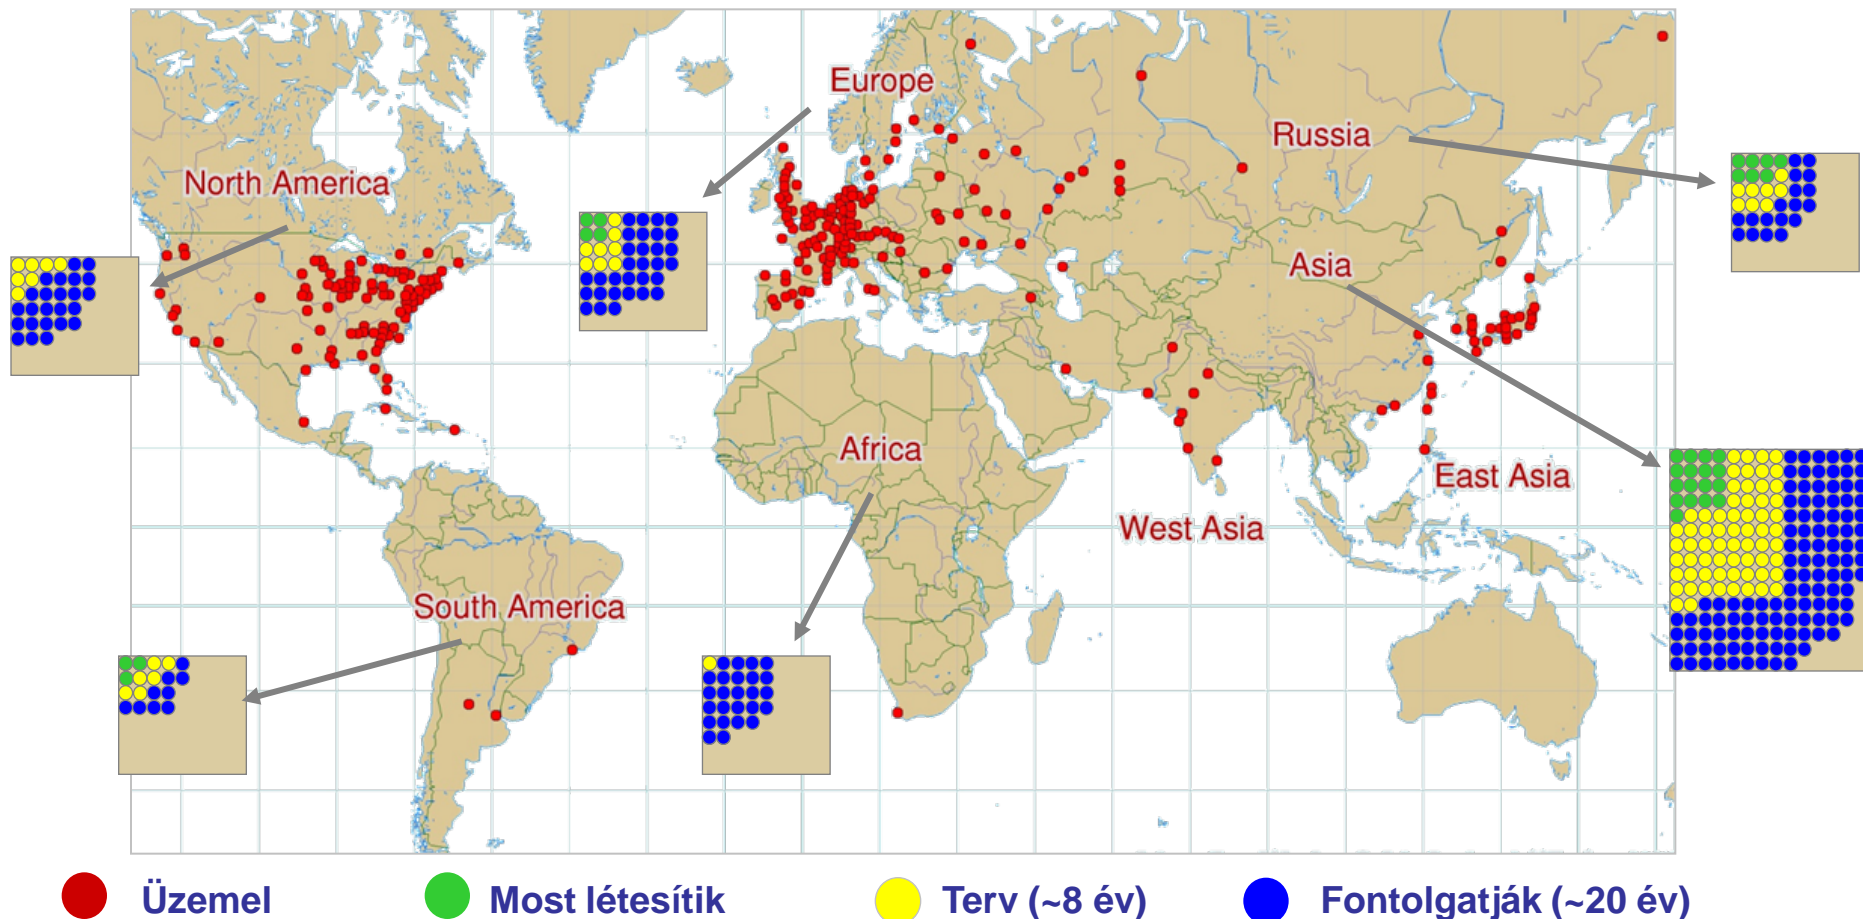 Europe
Russia
North America
Asia
Africa
East Asia
West Asia
South America
Üzemel
Most létesítik
Terv (~8 év)
Fontolgatják (~20 év)